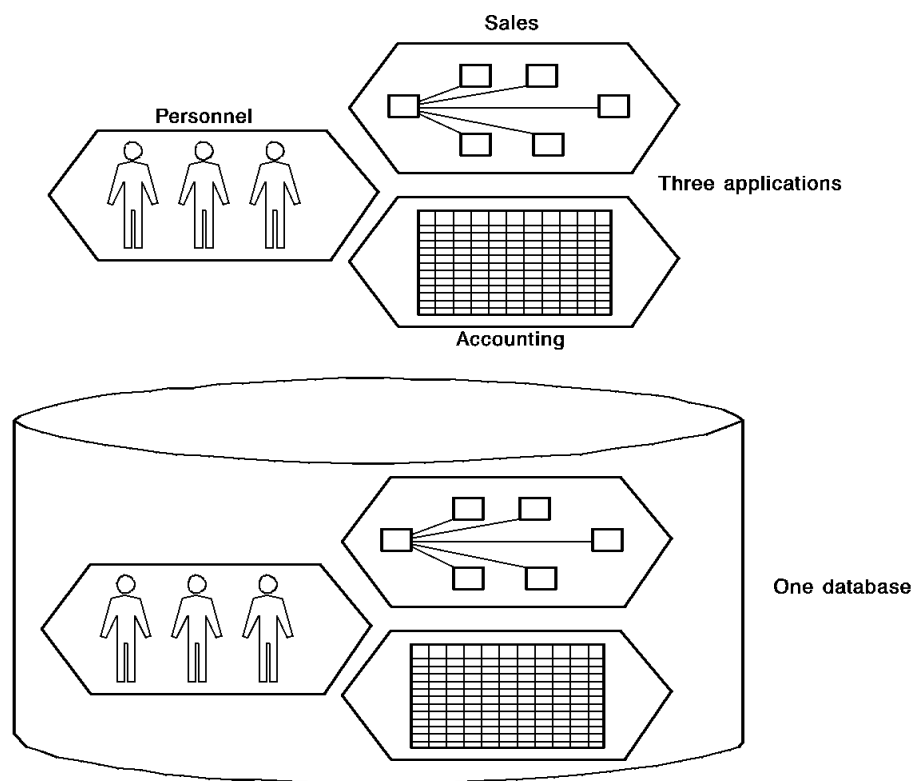 Sales
Personnel
Three applications
Accounting
One database